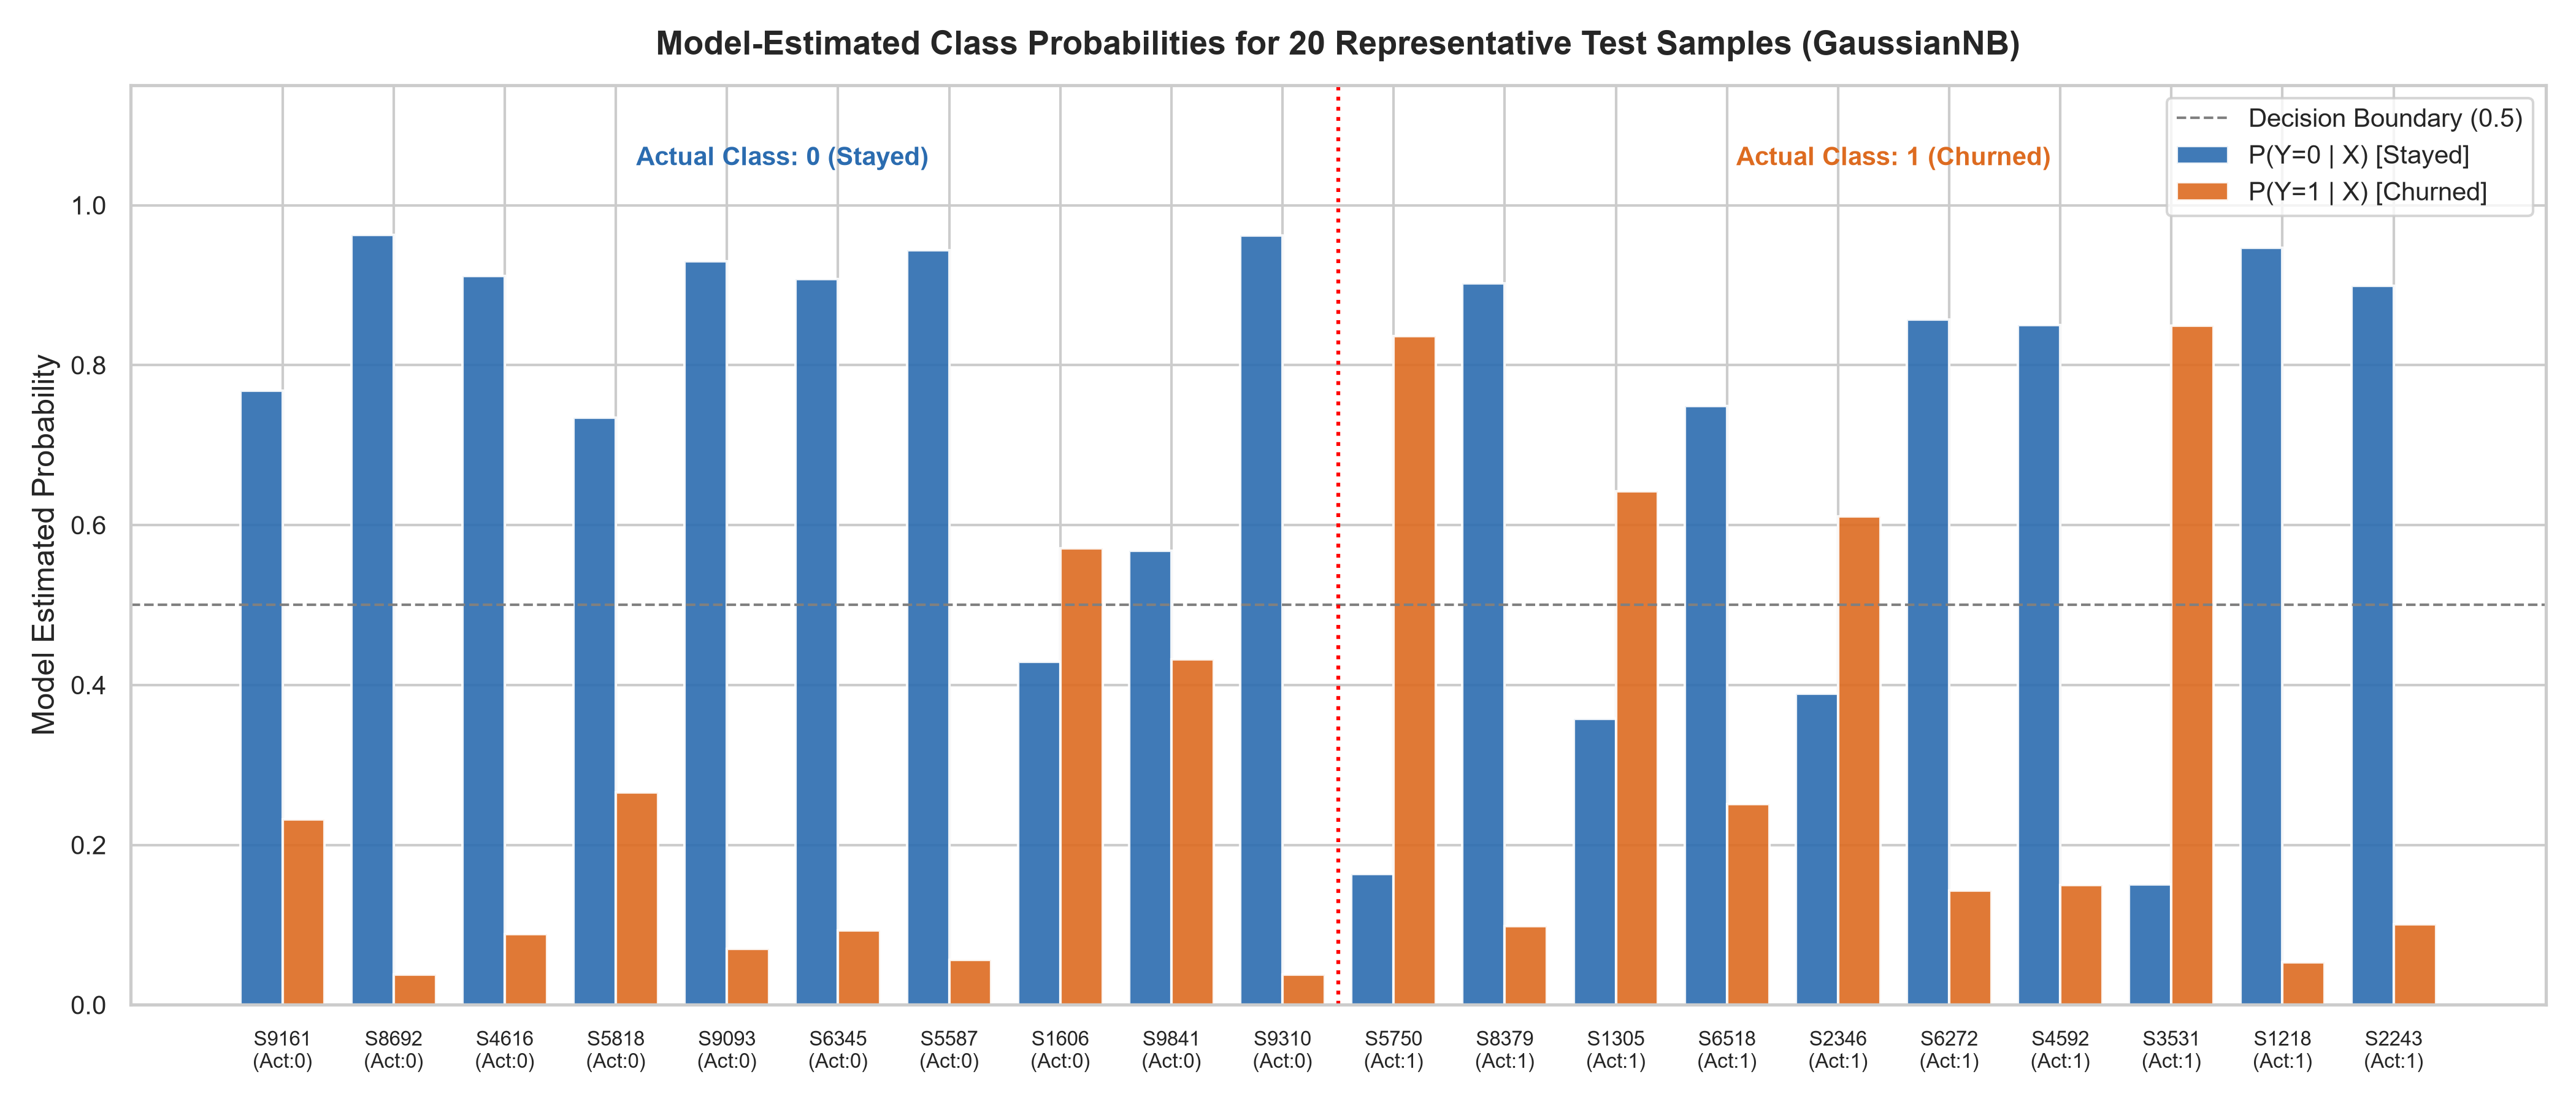 Model-Estimated Class Probabilities for 20 Representative Test Samples (GaussianNB)
Actual Class: 0 (Stayed)
Actual Class: 1 (Churned)
Decision Boundary (0.5)
P(Y=0 | X) [Stayed]
P(Y=1 | X) [Churned]
Model Estimated Probability
1.0
0.8
0.6
0.4
0.2
0.0
S9161 S8692 S4616 S5818 S9093 S6345 S5587 S1606 S9841 S9310 S5750 S8379 S1305 S6518 S2346 S6272 S4592 S3531 S1218 S2243
(Act:0) (Act:0) (Act:0) (Act:0) (Act:0) (Act:0) (Act:0) (Act:0) (Act:0) (Act:0) (Act:1) (Act:1) (Act:1) (Act:1) (Act:1) (Act:1) (Act:1) (Act:1) (Act:1) (Act:1)